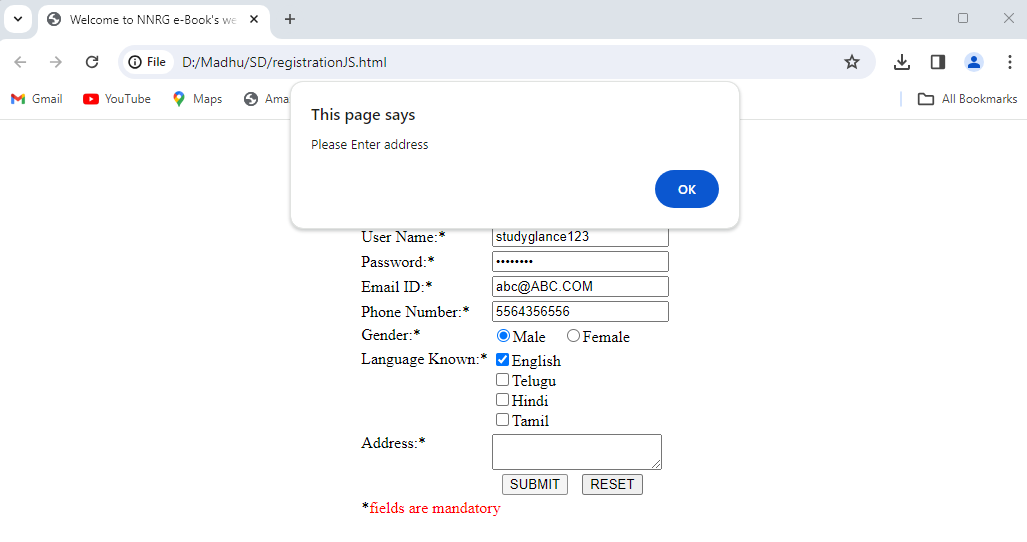 Welcome to NNRG e-Book's we
File D:/Madhu/SD/registrationJS.html
Gmail YouTube Maps Ama All Bookmarks
This page says
Please Enter address
OK
User Name:* studyglance123
Password:* ••••••••
Email ID:* abc@ABC.COM
Phone Number:* 5564356556
Gender:* Male Female
Language Known:* English
Telugu
Hindi
Tamil
Address:*
SUBMIT RESET
*fields are mandatory